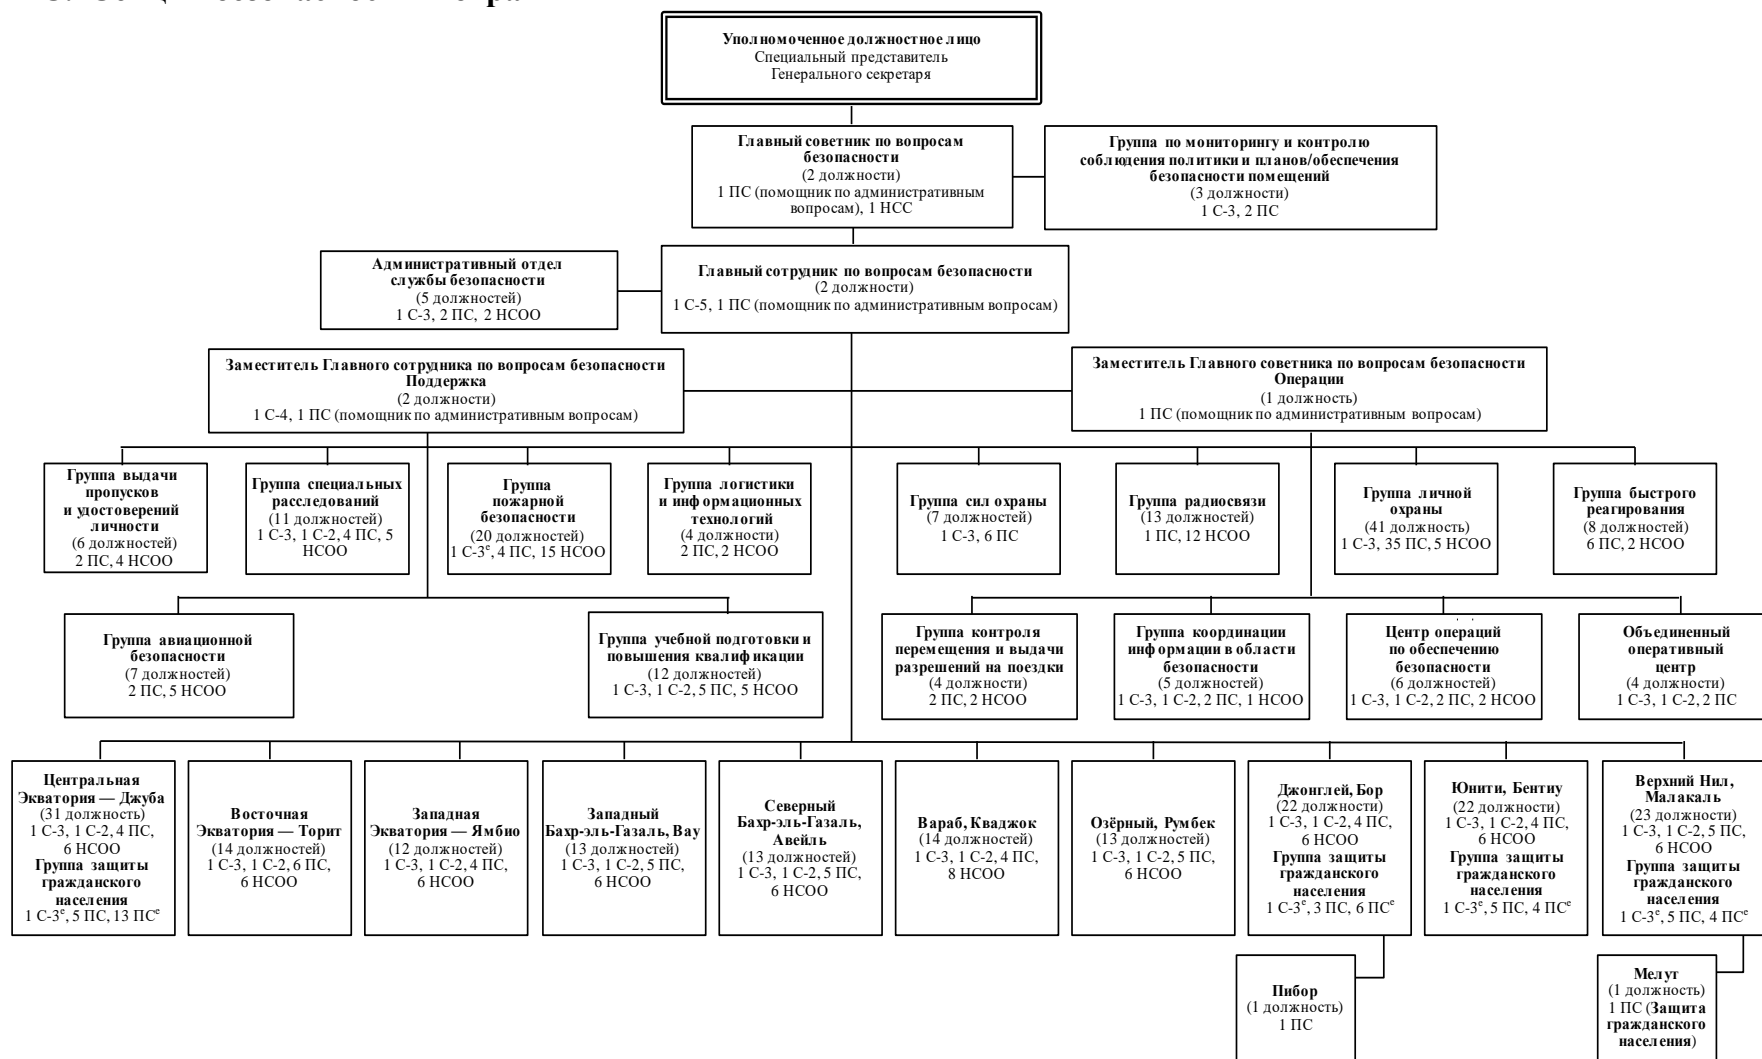 Уполномоченное должностное лицо
Специальный представитель
Генерального секретаря
Главный советник по вопросам
безопасности
(2 должности)
1 ПС (помощник по административным
вопросам), 1 НСС
Группа по мониторингу и контролю
соблюдения политики и планов/обеспечения
безопасности помещений
(3 должности)
1 С-3, 2 ПС
Административный отдел
службы безопасности
(5 должностей)
1 С-3, 2 ПС, 2 НСОО
Главный сотрудник по вопросам безопасности
(2 должности)
1 С-5, 1 ПС (помощник по административным вопросам)
Заместитель Главного сотрудника по вопросам безопасности
Поддержка
(2 должности)
1 С-4, 1 ПС (помощник по административным вопросам)
Заместитель Главного советника по вопросам безопасности
Операции
(1 должность)
1 ПС (помощник по административным вопросам)
Группа выдачи
пропусков
и удостоверений
личности
(6 должностей)
2 ПС, 4 НСОО
Группа специальных
расследований
(11 должностей)
1 С-3, 1 С-2, 4 ПС, 5
НСОО
Группа
пожарной
безопасности
(20 должностей)
1 С-3ᵉ, 4 ПС, 15 НСОО
Группа логистики
и информационных
технологий
(4 должности)
2 ПС, 2 НСОО
Группа сил охраны
(7 должностей)
1 С-3, 6 ПС
Группа радиосвязи
(13 должностей)
1 ПС, 12 НСОО
Группа личной
охраны
(41 должность)
1 С-3, 35 ПС, 5 НСОО
Группа быстрого
реагирования
(8 должностей)
6 ПС, 2 НСОО
Группа авиационной
безопасности
(7 должностей)
2 ПС, 5 НСОО
Группа учебной подготовки и
повышения квалификации
(12 должностей)
1 С-3, 1 С-2, 5 ПС, 5 НСОО
Группа контроля
перемещения и выдачи
разрешений на поездки
(4 должности)
2 ПС, 2 НСОО
Группа координации
информации в области
безопасности
(5 должностей)
1 С-3, 1 С-2, 2 ПС, 1 НСОО
Центр операций
по обеспечению
безопасности
(6 должностей)
1 С-3, 1 С-2, 2 ПС, 2 НСОО
Объединенный
оперативный
центр
(4 должности)
1 С-3, 1 С-2, 2 ПС
Центральная
Экватория — Джуба
(31 должность)
1 С-3, 1 С-2, 4 ПС,
6 НСОО
Группа защиты
гражданского
населения
1 С-3ᵉ, 5 ПС, 13 ПСᵉ
Восточная
Экватория — Торит
(14 должностей)
1 С-3, 1 С-2, 6 ПС,
6 НСОО
Западная
Экватория — Ямбио
(12 должностей)
1 С-3, 1 С-2, 4 ПС,
6 НСОО
Западный
Бахр-эль-Газаль, Вау
(13 должностей)
1 С-3, 1 С-2, 5 ПС,
6 НСОО
Северный
Бахр-эль-Газаль,
Авейль
(13 должностей)
1 С-3, 1 С-2, 5 ПС,
6 НСОО
Вараб, Кваджок
(14 должностей)
1 С-3, 1 С-2, 4 ПС,
8 НСОО
Озёрный, Румбек
(13 должностей)
1 С-3, 1 С-2, 5 ПС,
6 НСОО
Джонглей, Бор
(22 должности)
1 С-3, 1 С-2, 4 ПС,
6 НСОО
Группа защиты
гражданского
населения
1 С-3ᵉ, 3 ПС, 6 ПСᵉ
Юнити, Бентиу
(22 должности)
1 С-3, 1 С-2, 4 ПС,
6 НСОО
Группа защиты
гражданского
населения
1 С-3ᵉ, 5 ПС, 4 ПСᵉ
Верхний Нил,
Малакаль
(23 должности)
1 С-3, 1 С-2, 5 ПС,
6 НСОО
Группа защиты
гражданского
населения
1 С-3ᵉ, 5 ПС, 4 ПСᵉ
Пибор
(1 должность)
1 ПС
Мелут
(1 должность)
1 ПС (Защита
гражданского
населения)